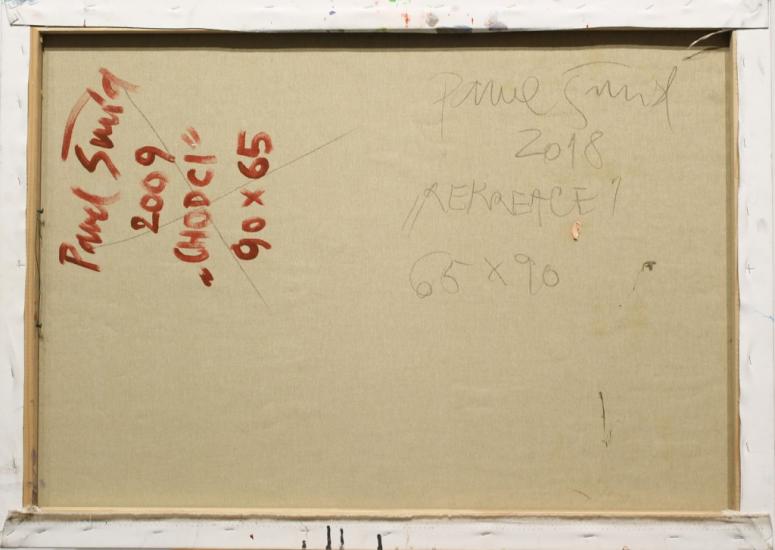 Pavel Šmíd
2009
„CHODCI"
90 x 65
Pavel Šmíd
2018
„REKREACE"
65 x 90